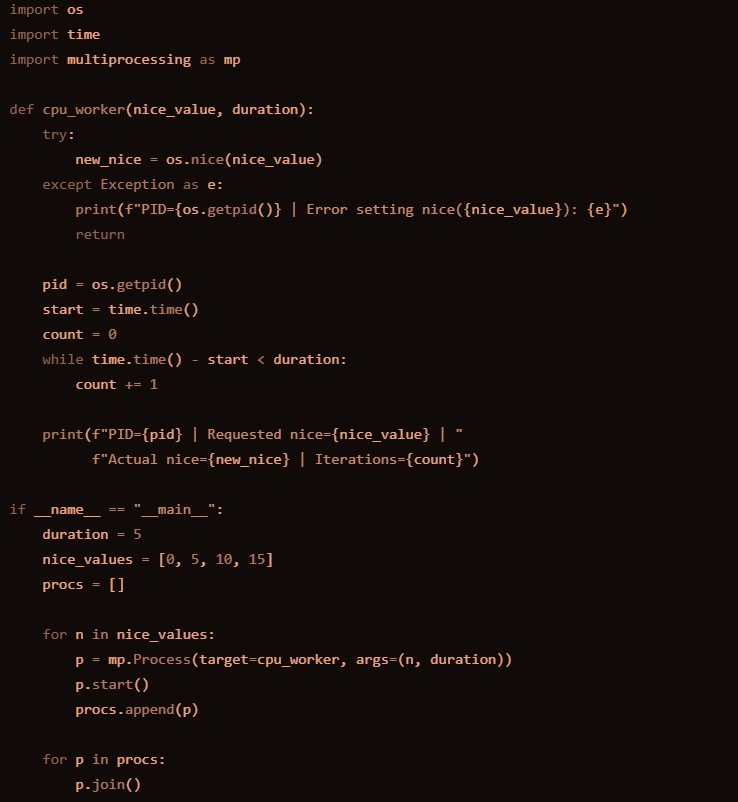 import os
import time
import multiprocessing as mp
def cpu_worker(nice_value, duration):
    try:
        new_nice = os.nice(nice_value)
    except Exception as e:
        print(f"PID={os.getpid()} | Error setting nice({nice_value}): {e}")
        return
    pid = os.getpid()
    start = time.time()
    count = 0
    while time.time() - start < duration:
        count += 1
    print(f"PID={pid} | Requested nice={nice_value} | "
          f"Actual nice={new_nice} | Iterations={count}")
if __name__ == "__main__":
    duration = 5
    nice_values = [0, 5, 10, 15]
    procs = []
    for n in nice_values:
        p = mp.Process(target=cpu_worker, args=(n, duration))
        p.start()
        procs.append(p)
    for p in procs:
        p.join()